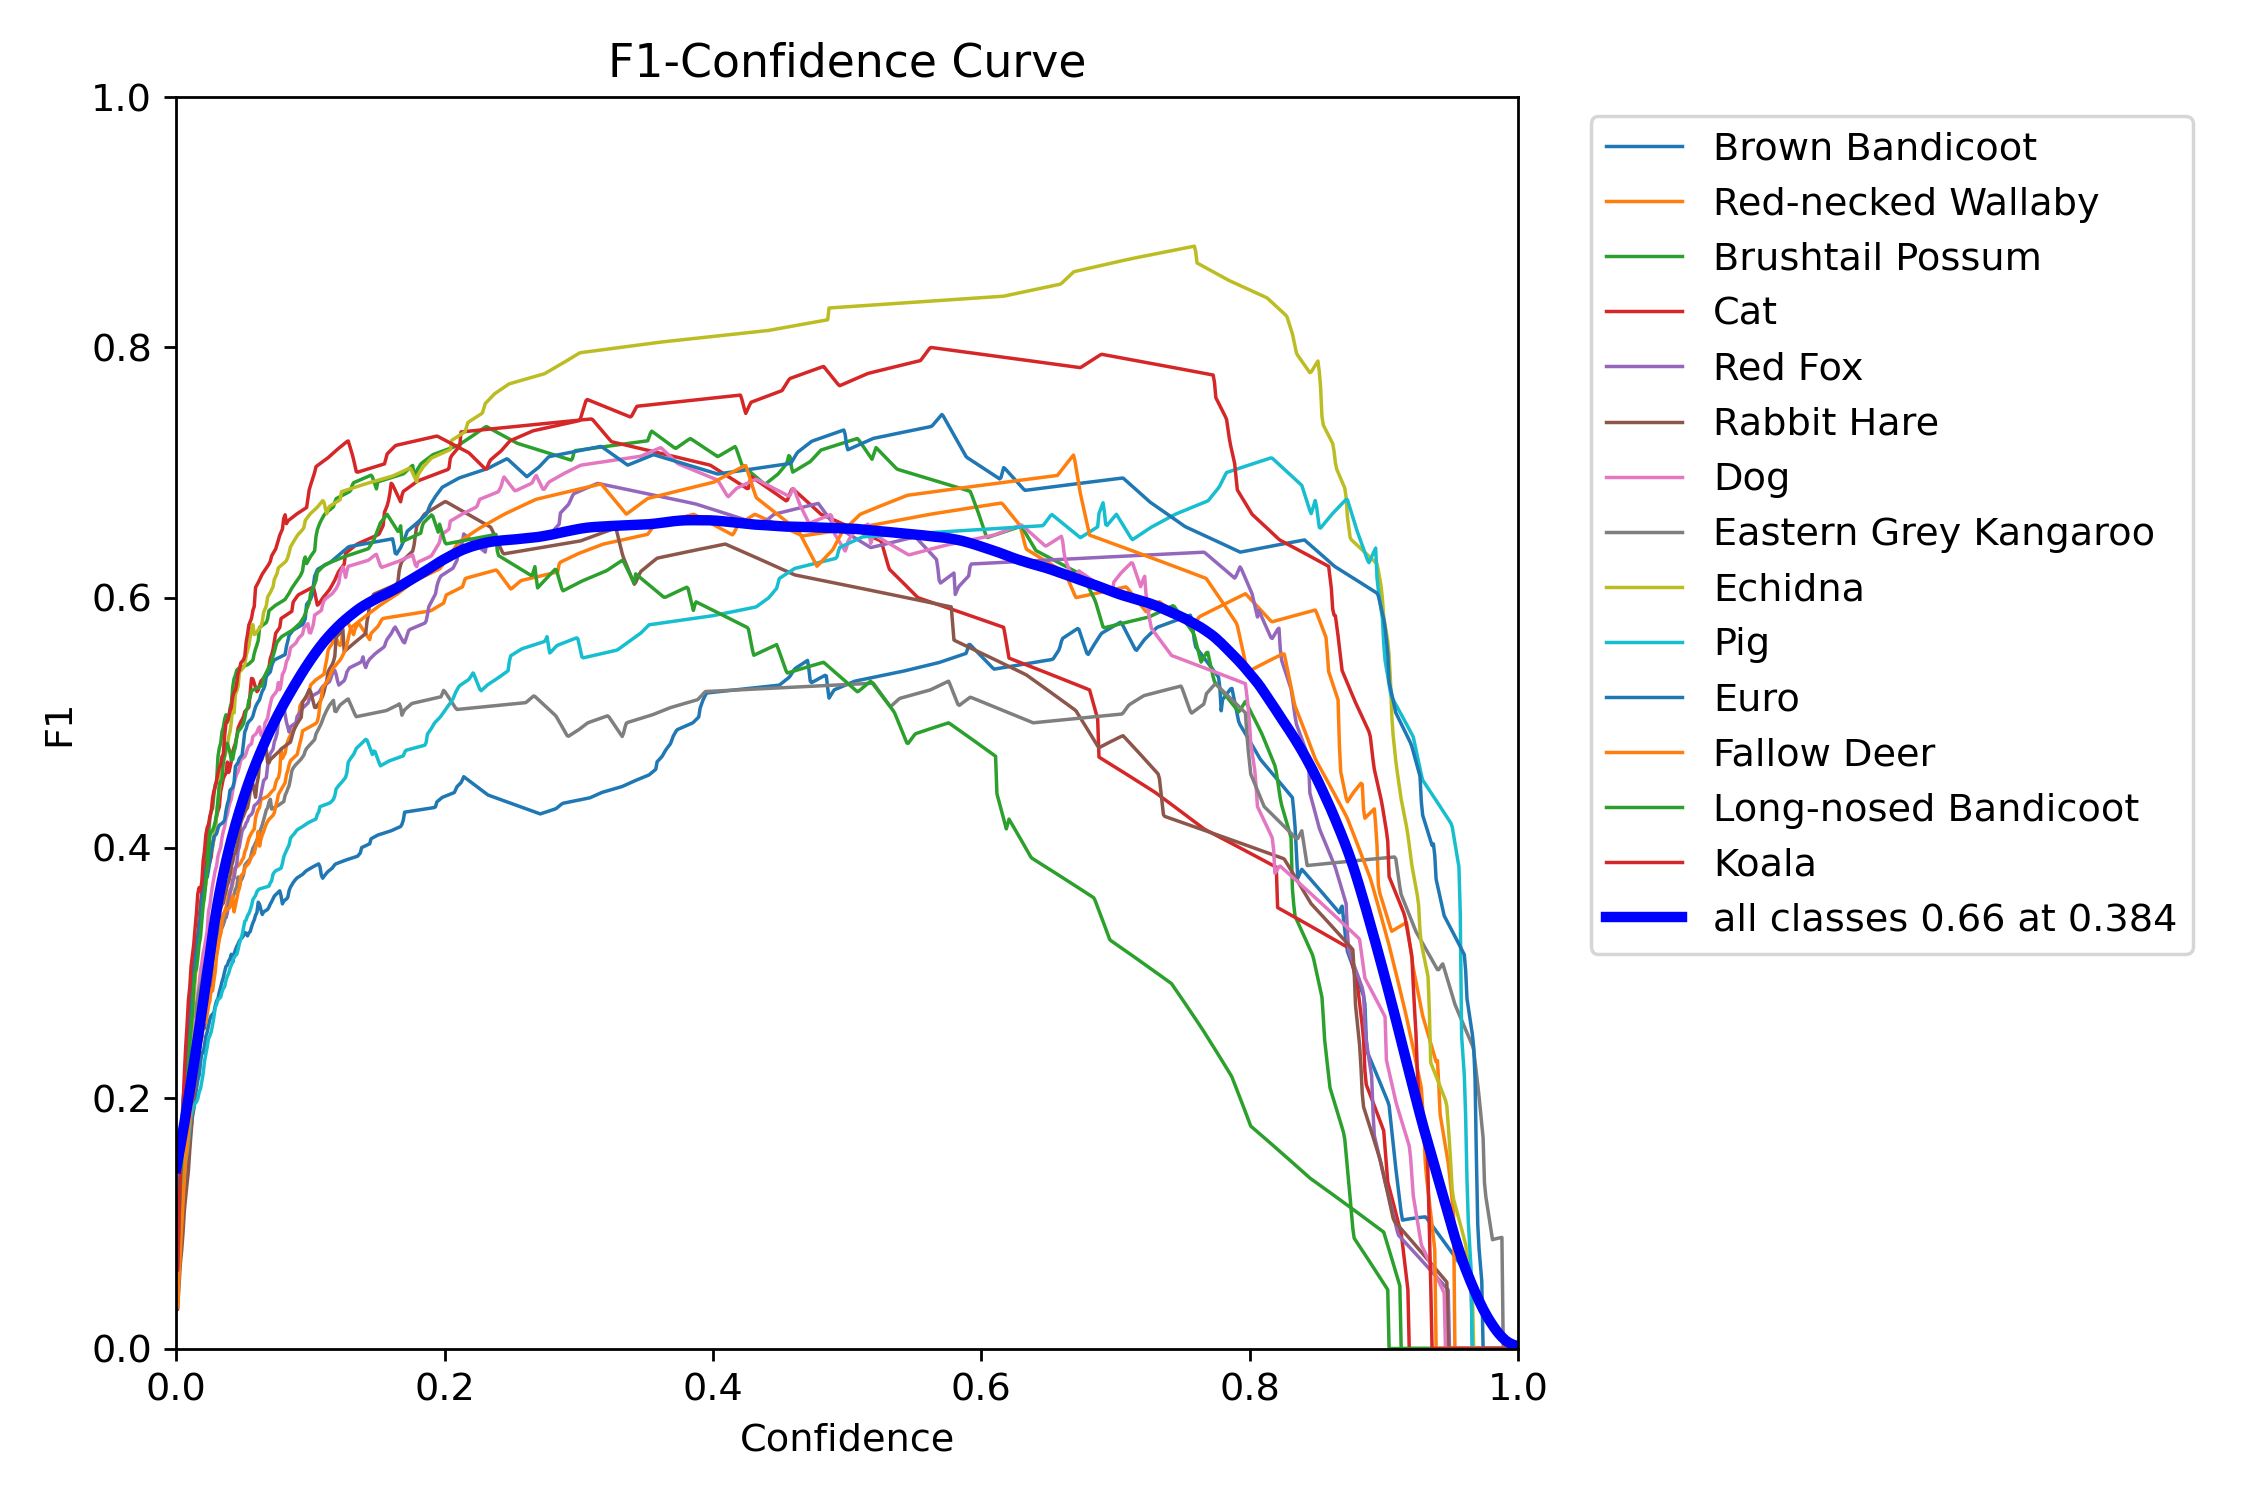 F1-Confidence Curve
1.0
0.8
0.6
0.4
0.2
0.0
F1
0.0 0.2 0.4 0.6 0.8 1.0
Confidence
Brown Bandicoot
Red-necked Wallaby
Brushtail Possum
Cat
Red Fox
Rabbit Hare
Dog
Eastern Grey Kangaroo
Echidna
Pig
Euro
Fallow Deer
Long-nosed Bandicoot
Koala
all classes 0.66 at 0.384